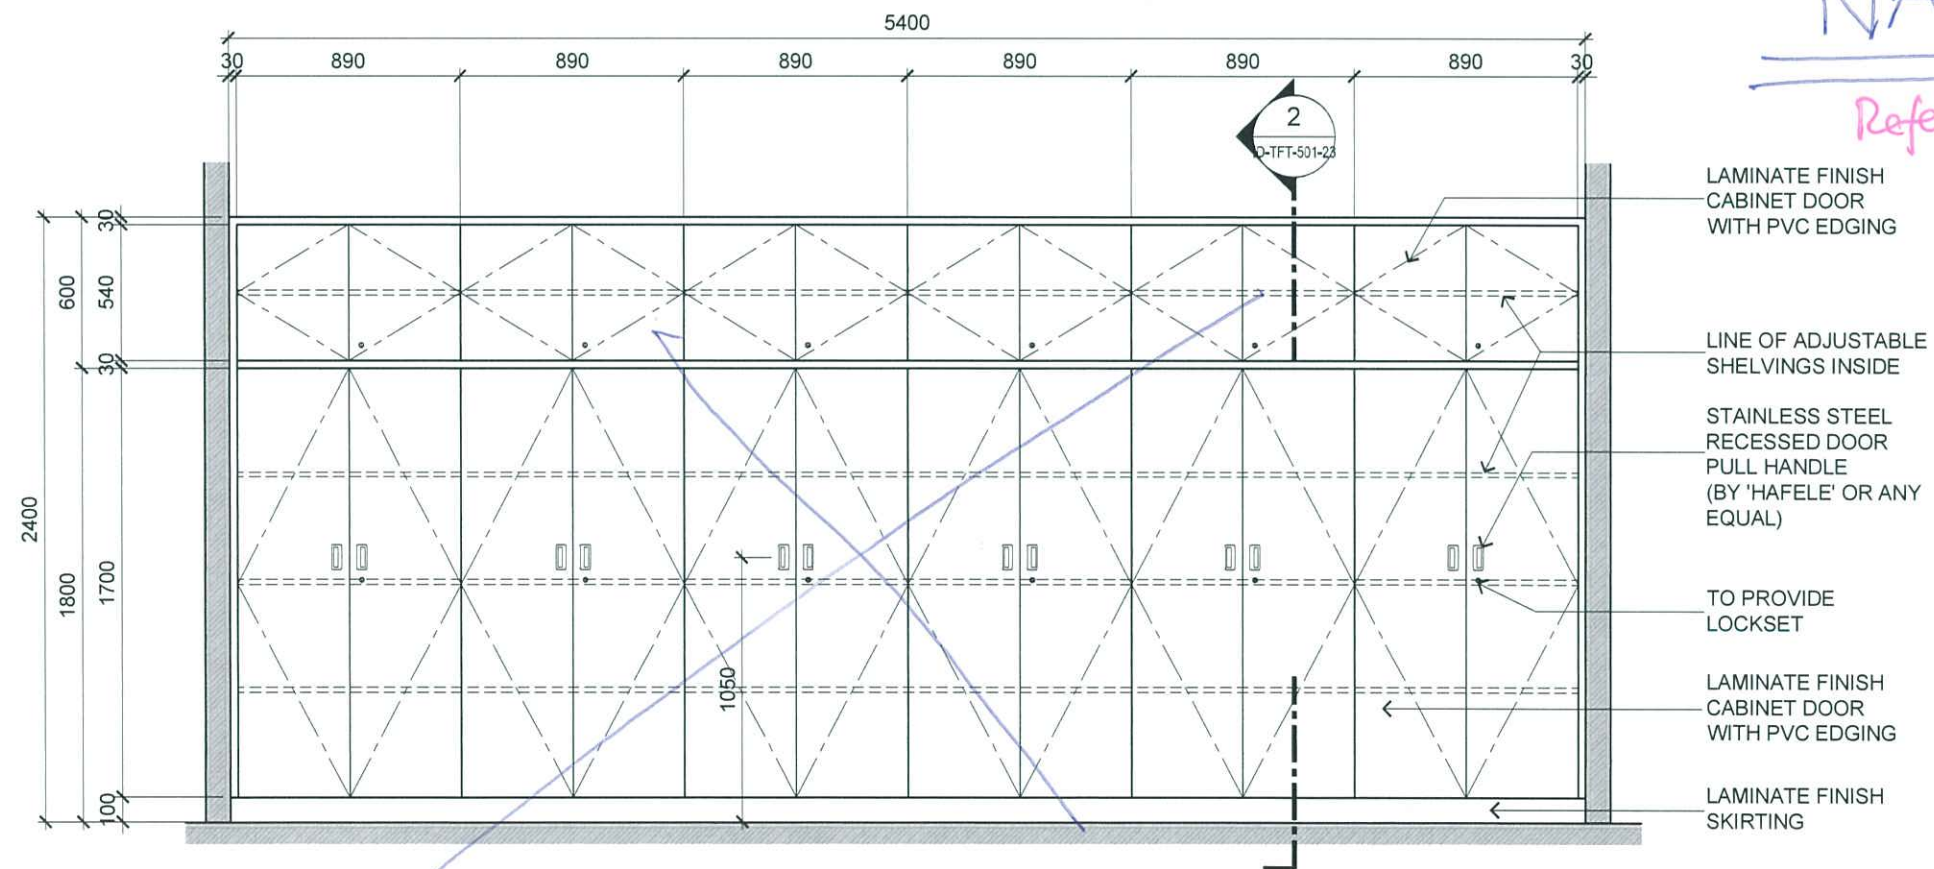 5400
30 890 890 890 890 890 890 30
2
ID-TFT-501-23
LAMINATE FINISH
CABINET DOOR
WITH PVC EDGING
LINE OF ADJUSTABLE
SHELVINGS INSIDE
STAINLESS STEEL
RECESSED DOOR
PULL HANDLE
(BY 'HAFELE' OR ANY
EQUAL)
TO PROVIDE
LOCKSET
LAMINATE FINISH
CABINET DOOR
WITH PVC EDGING
LAMINATE FINISH
SKIRTING
2400
600
1800
30
540
30
1700
100
1050